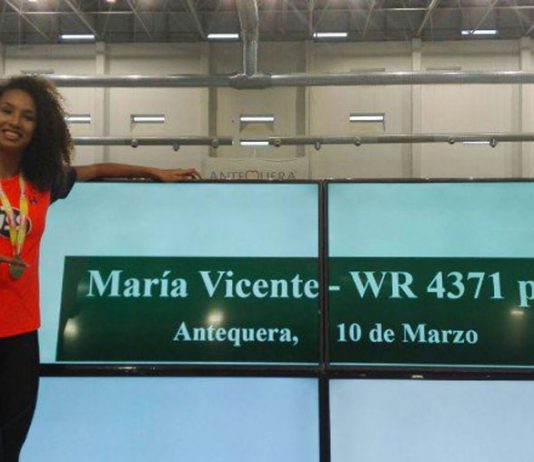 ANTEQUERA
María Vicente - WR 4371 p
Antequera, 10 de Marzo